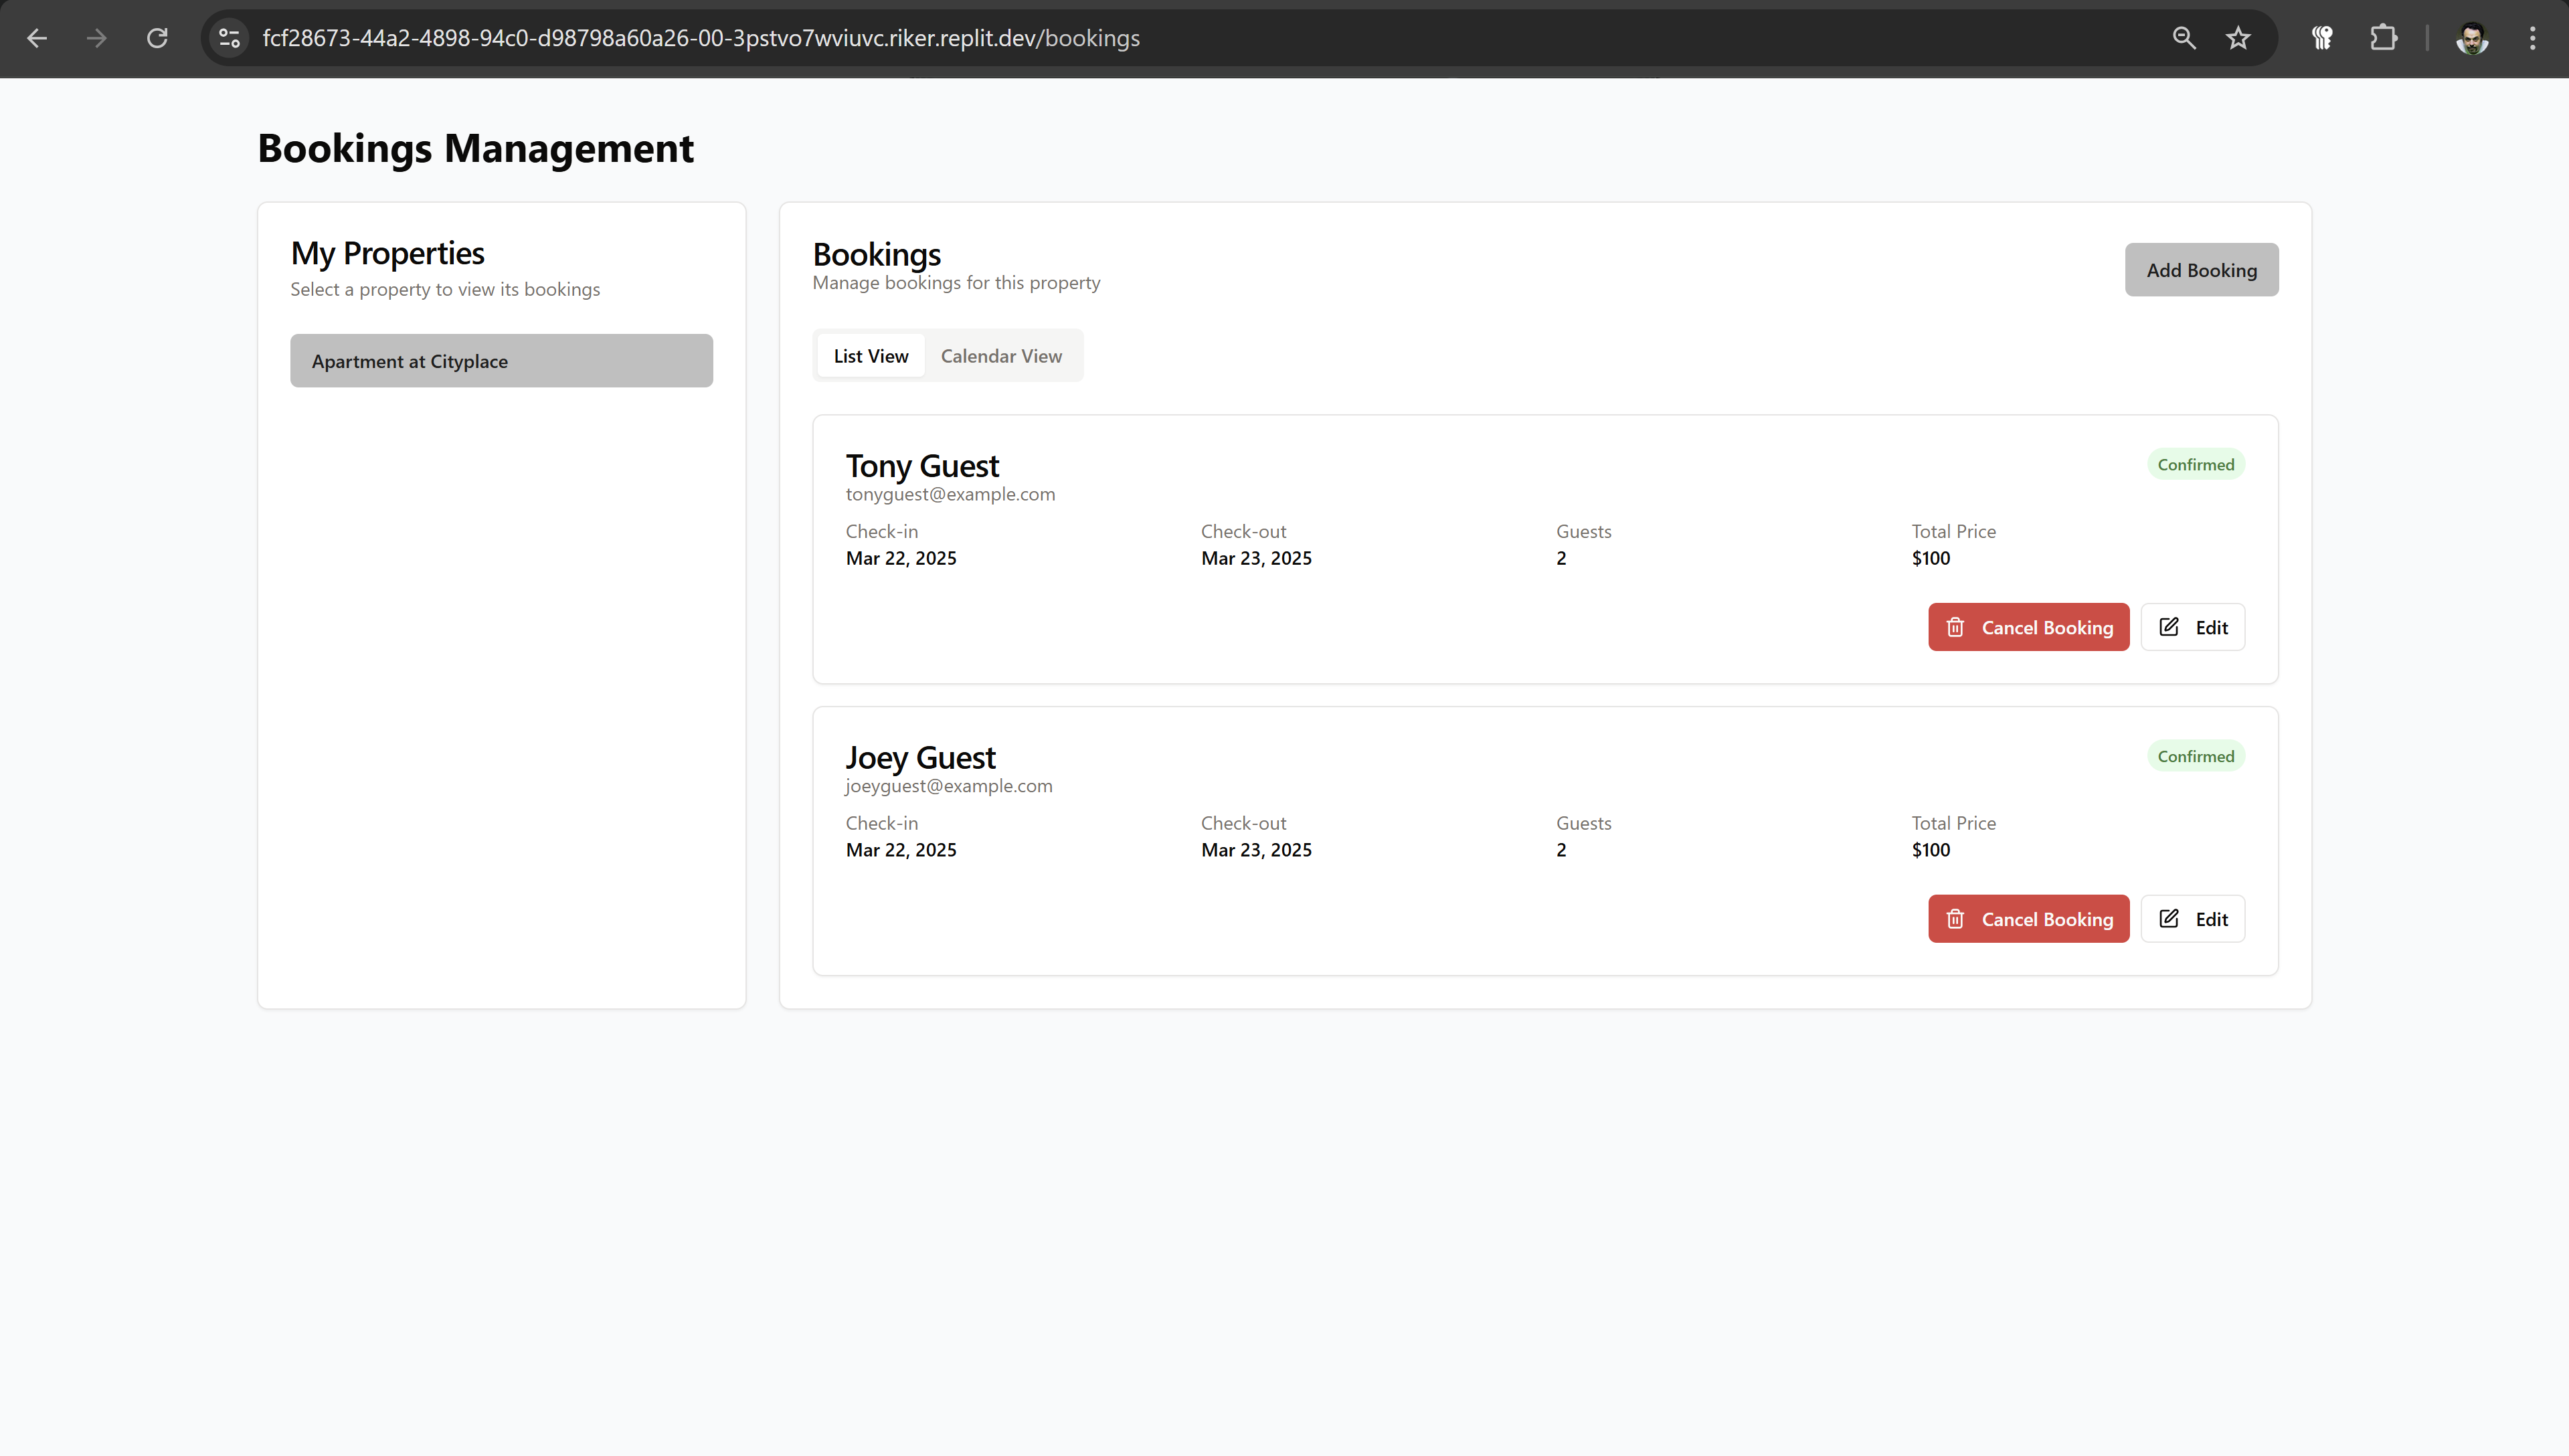 fcf28673-44a2-4898-94c0-d98798a60a26-00-3pstvo7wviuvc.riker.replit.dev/bookings
Bookings Management
My Properties
Select a property to view its bookings
Apartment at Cityplace
Bookings
Manage bookings for this property
Add Booking
List View
Calendar View
Tony Guest
Confirmed
tonyguest@example.com
Check-in
Check-out
Guests
Total Price
Mar 22, 2025
Mar 23, 2025
2
$100
Cancel Booking
Edit
Joey Guest
Confirmed
joeyguest@example.com
Check-in
Check-out
Guests
Total Price
Mar 22, 2025
Mar 23, 2025
2
$100
Cancel Booking
Edit